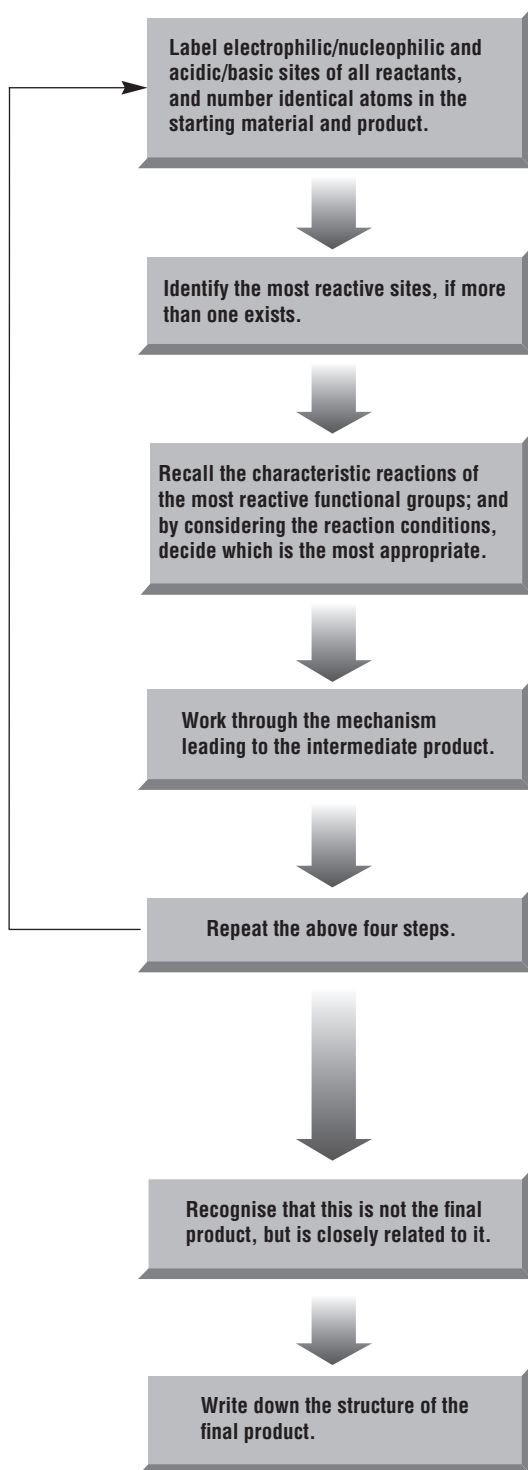 Label electrophilic/nucleophilic and
acidic/basic sites of all reactants,
and number identical atoms in the
starting material and product.
Identify the most reactive sites, if more
than one exists.
Recall the characteristic reactions of
the most reactive functional groups; and
by considering the reaction conditions,
decide which is the most appropriate.
Work through the mechanism
leading to the intermediate product.
Repeat the above four steps.
Recognise that this is not the final
product, but is closely related to it.
Write down the structure of the
final product.